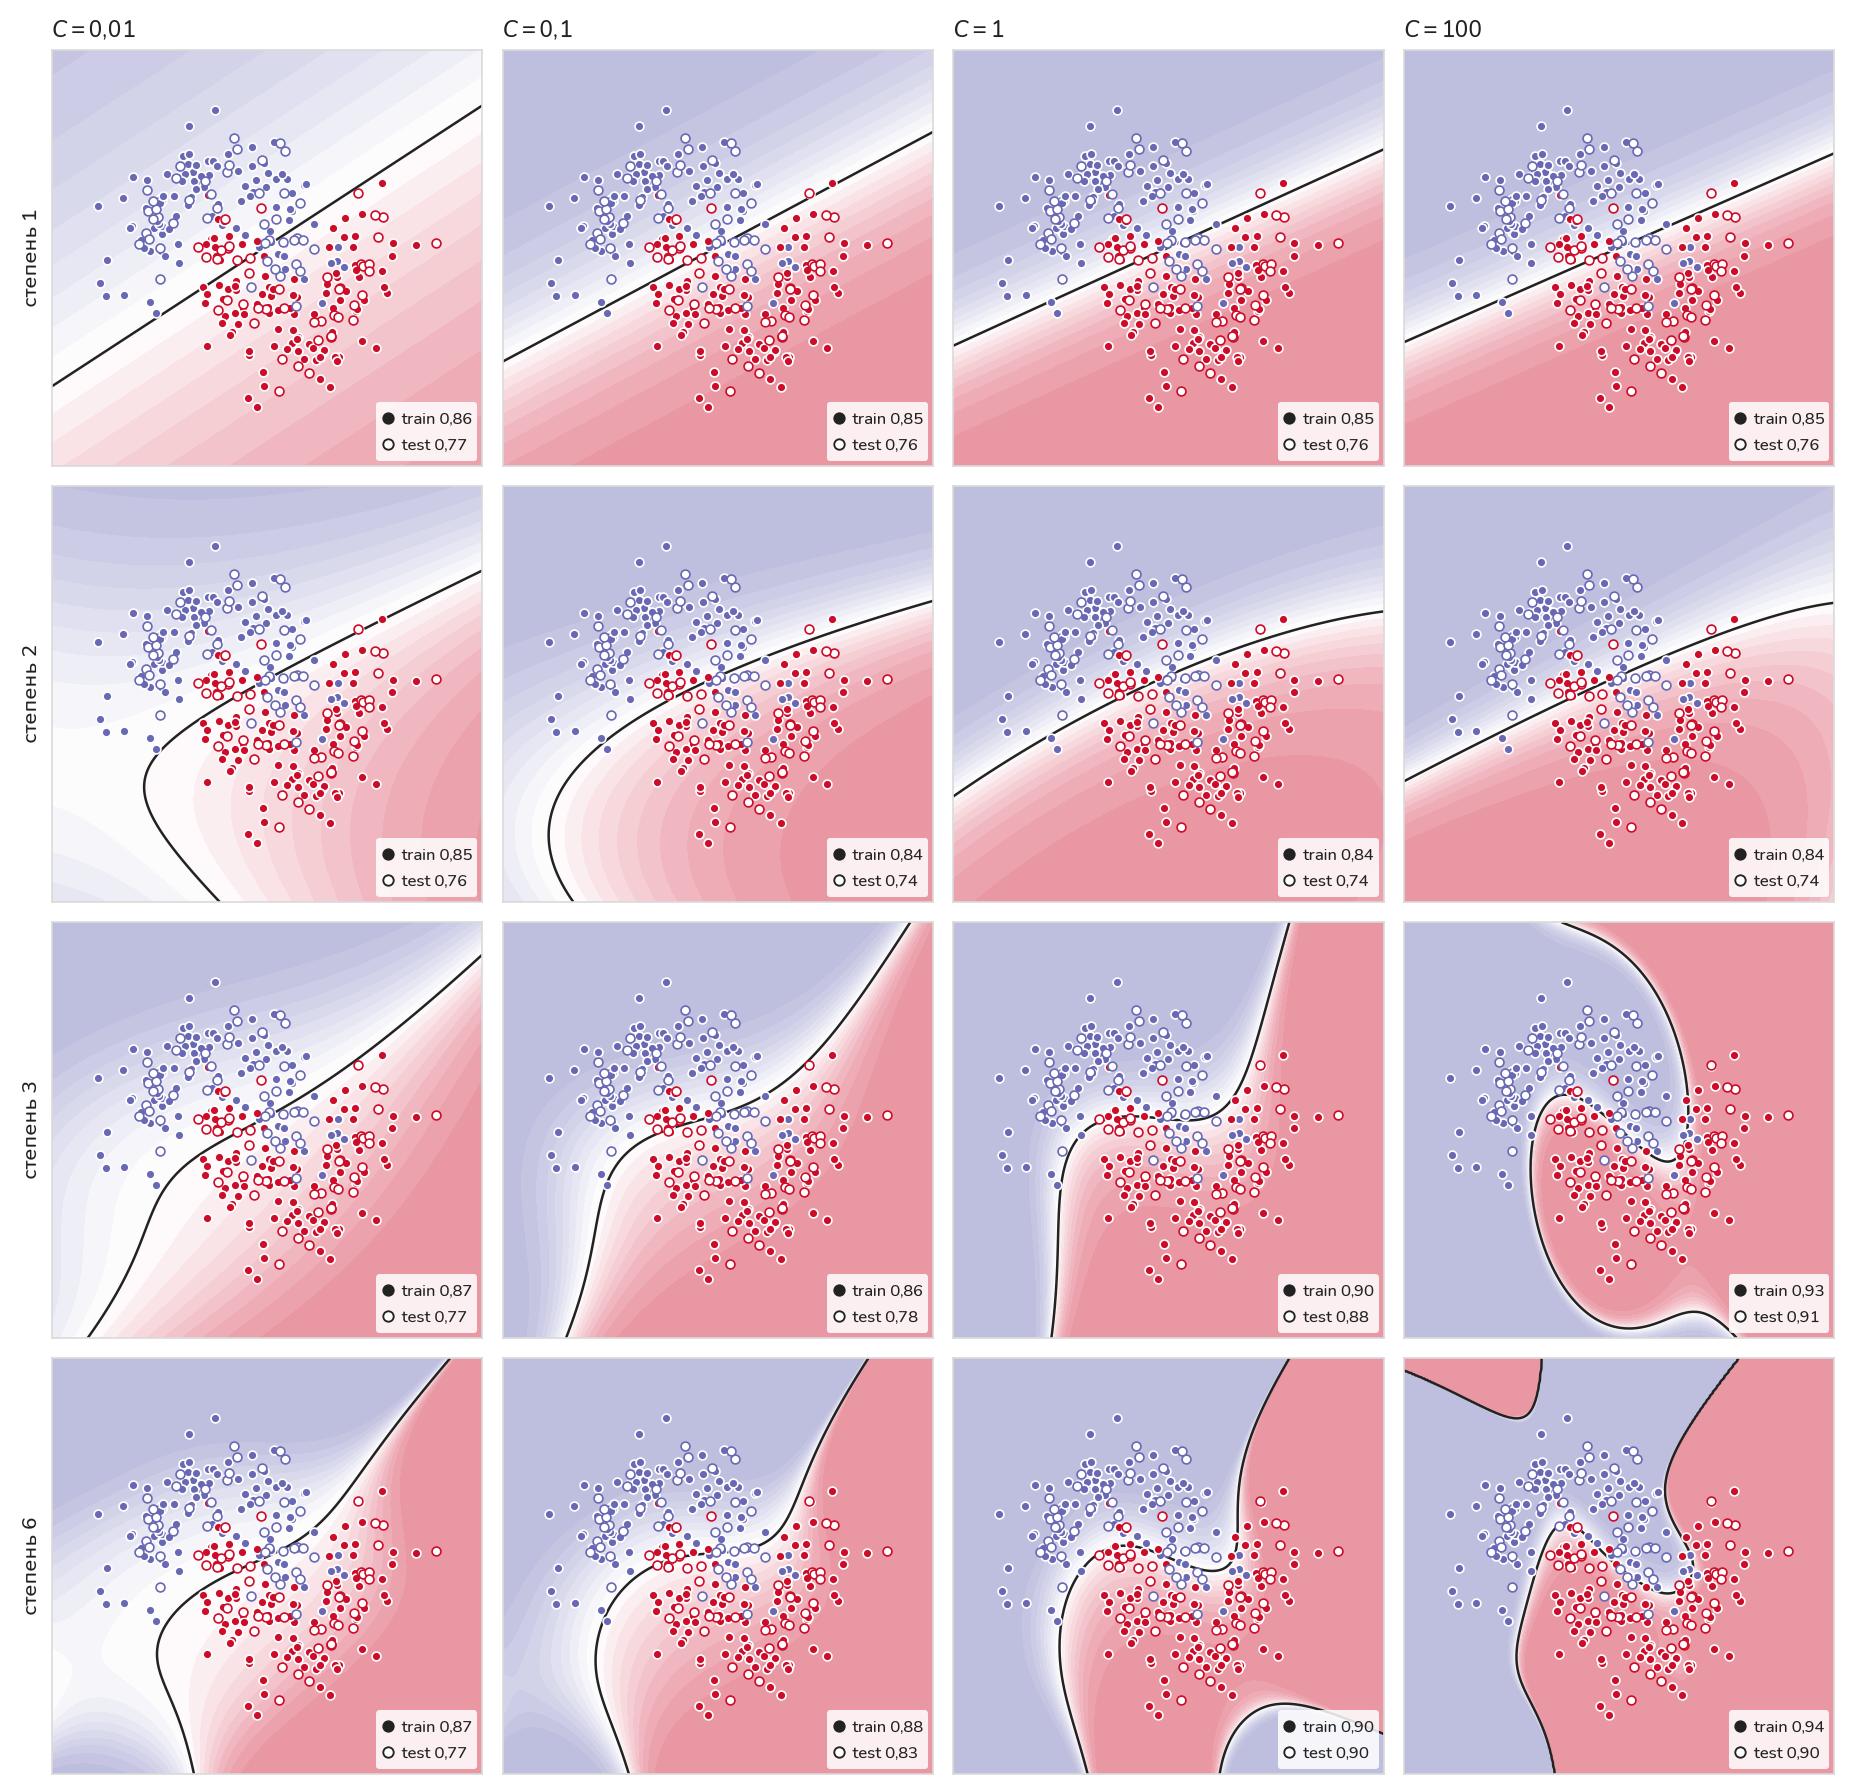 C = 0,01
C = 0,1
C = 1
C = 100
степень 1
train 0,86
test 0,77
train 0,85
test 0,76
train 0,85
test 0,76
train 0,85
test 0,76
степень 2
train 0,85
test 0,76
train 0,84
test 0,74
train 0,84
test 0,74
train 0,84
test 0,74
степень 3
train 0,87
test 0,77
train 0,86
test 0,78
train 0,90
test 0,88
train 0,93
test 0,91
степень 6
train 0,87
test 0,77
train 0,88
test 0,83
train 0,90
test 0,90
train 0,94
test 0,90